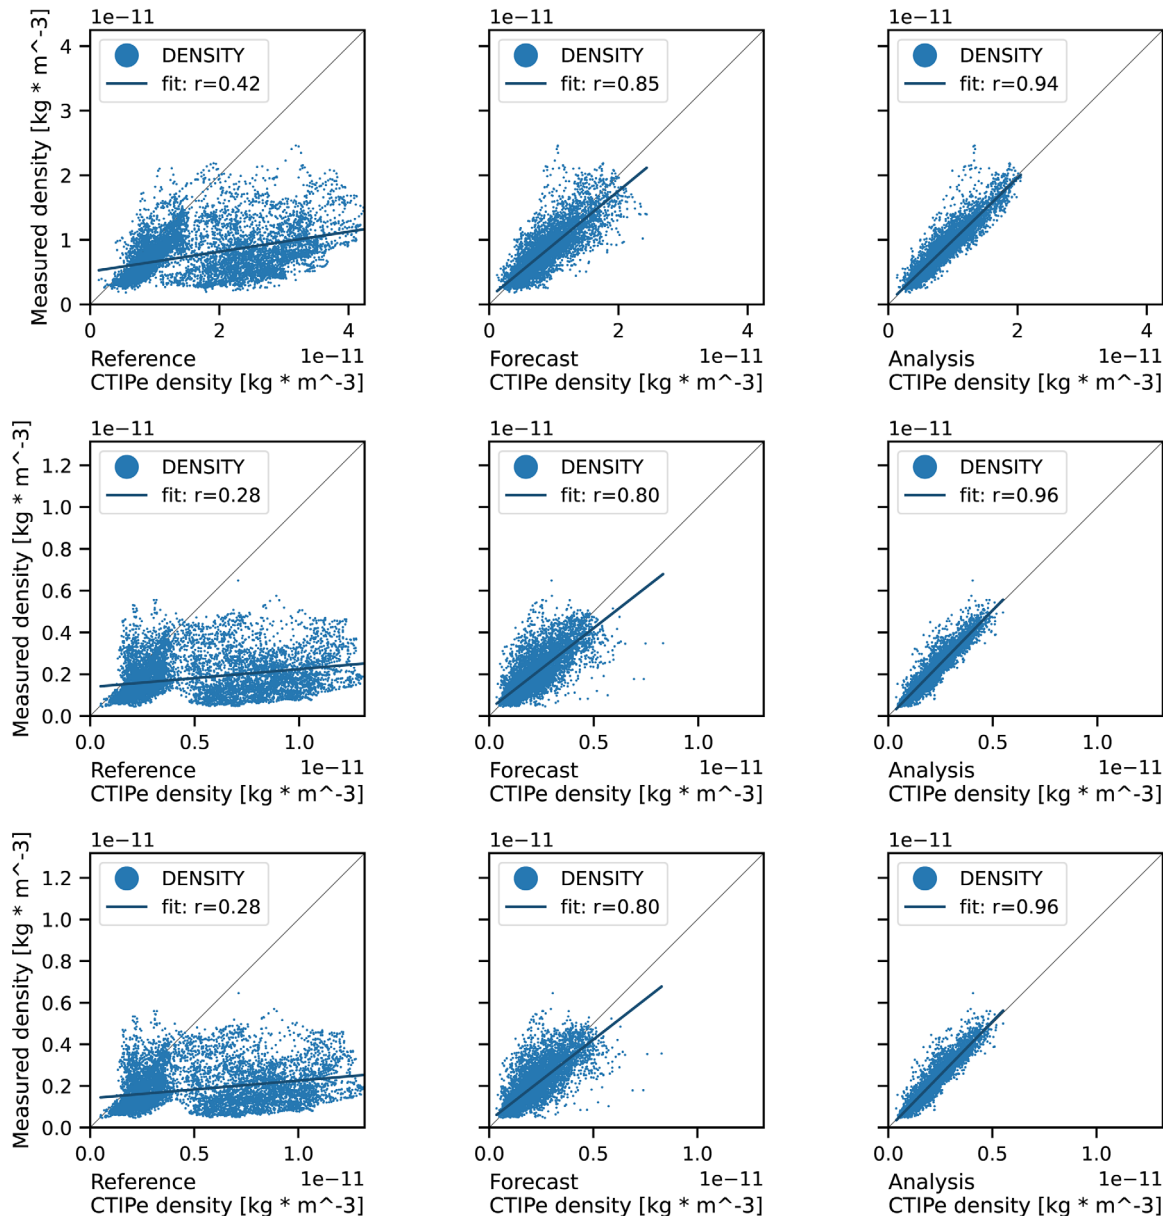 1e−11
1e−11
1e−11
Measured density [kg * m^-3]
4
3
2
1
0
DENSITY
fit: r=0.42
DENSITY
fit: r=0.85
DENSITY
fit: r=0.94
0 2 4
0 2 4
0 2 4
Reference 1e−11
CTIPe density [kg * m^-3]
Forecast 1e−11
CTIPe density [kg * m^-3]
Analysis 1e−11
CTIPe density [kg * m^-3]
1e−11
1e−11
1e−11
Measured density [kg * m^-3]
1.2
1.0
0.8
0.6
0.4
0.2
0.0
DENSITY
fit: r=0.28
DENSITY
fit: r=0.80
DENSITY
fit: r=0.96
0.0 0.5 1.0
0.0 0.5 1.0
0.0 0.5 1.0
Reference 1e−11
CTIPe density [kg * m^-3]
Forecast 1e−11
CTIPe density [kg * m^-3]
Analysis 1e−11
CTIPe density [kg * m^-3]
1e−11
1e−11
1e−11
Measured density [kg * m^-3]
1.2
1.0
0.8
0.6
0.4
0.2
0.0
DENSITY
fit: r=0.28
DENSITY
fit: r=0.80
DENSITY
fit: r=0.96
0.0 0.5 1.0
0.0 0.5 1.0
0.0 0.5 1.0
Reference 1e−11
CTIPe density [kg * m^-3]
Forecast 1e−11
CTIPe density [kg * m^-3]
Analysis 1e−11
CTIPe density [kg * m^-3]